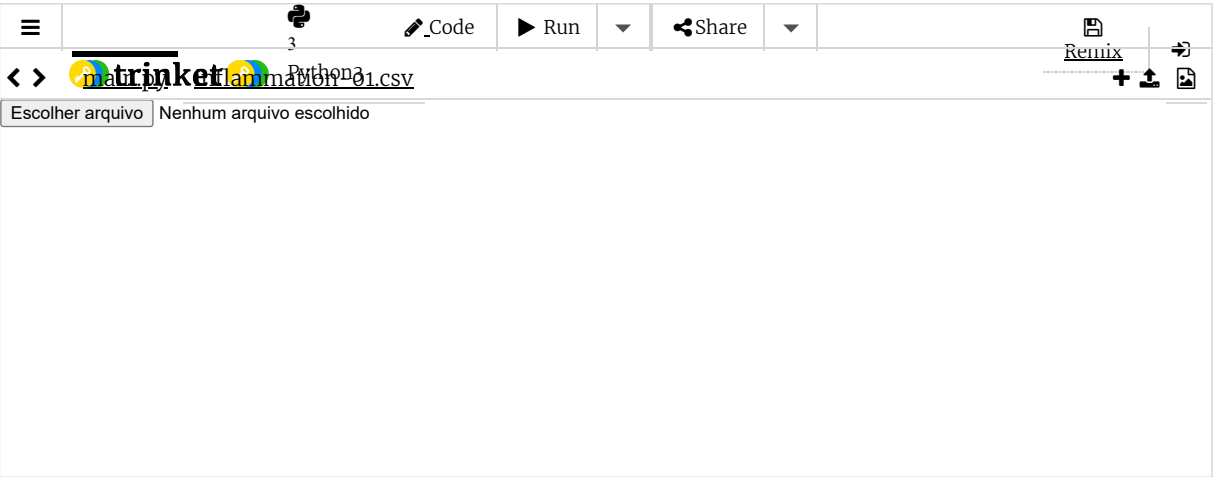 Code Run Share
3
Remix
trinket Python3
main.py inflammation-01.csv
Escolher arquivo Nenhum arquivo escolhido